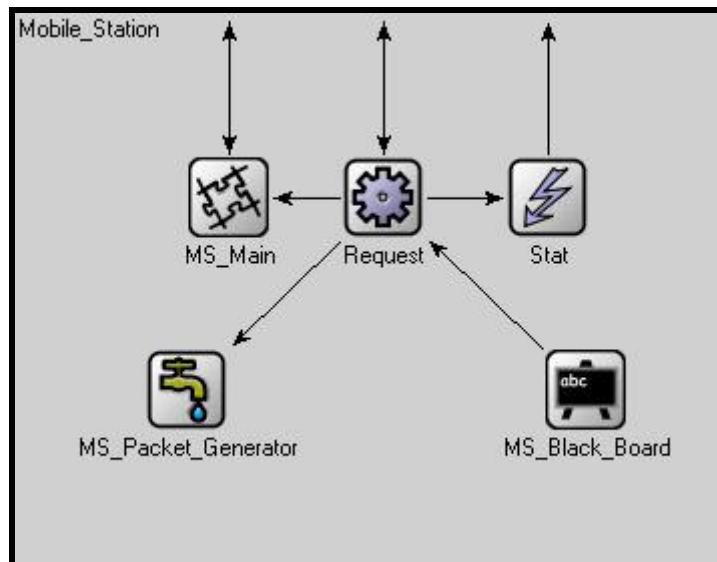 Mobile_Station
MS_Main
Request
Stat
abc
MS_Packet_Generator
MS_Black_Board